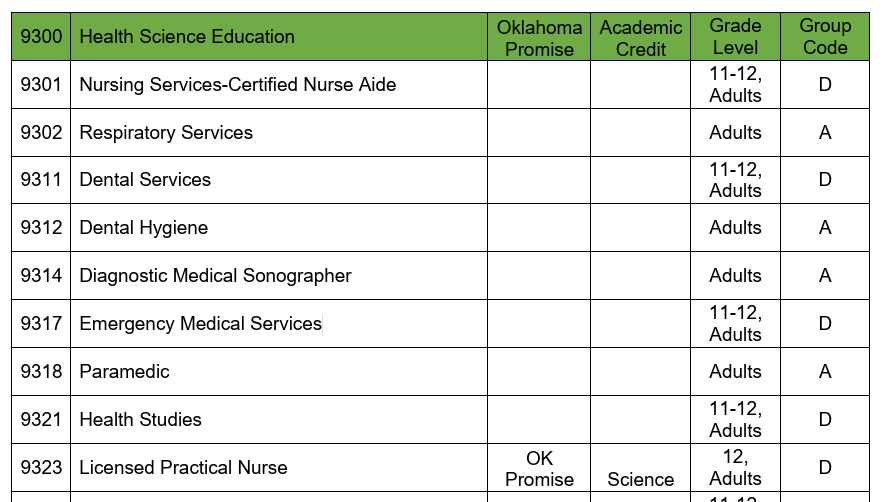 9300 Health Science Education Oklahoma Promise Academic Credit Grade Level Group Code
9301 Nursing Services-Certified Nurse Aide 11-12, Adults D
9302 Respiratory Services Adults A
9311 Dental Services 11-12, Adults D
9312 Dental Hygiene Adults A
9314 Diagnostic Medical Sonographer Adults A
9317 Emergency Medical Services 11-12, Adults D
9318 Paramedic Adults A
9321 Health Studies 11-12, Adults D
9323 Licensed Practical Nurse OK Promise Science 12, Adults D